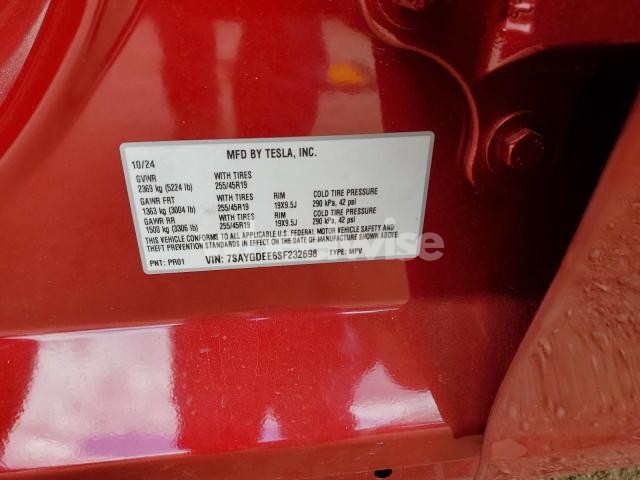 MFD BY TESLA, INC.
10/24
GVWR WITH TIRES
2369 kg (5224 lb) 255/45R19
GAWR FRT WITH TIRES RIM COLD TIRE PRESSURE
1363 kg (3004 lb) 255/45R19 19X9.5J 290 kPa, 42 psi
GAWR RR WITH TIRES RIM COLD TIRE PRESSURE
1500 kg (3306 lb) 255/45R19 19X9.5J 290 kPa, 42 psi
THIS VEHICLE CONFORMS TO ALL APPLICABLE U.S. FEDERAL MOTOR VEHICLE SAFETY AND
THEFT PREVENTION STANDARDS IN EFFECT ON THE DATE OF MANUFACTURE SHOWN ABOVE.
PNT: PR01 VIN: 7SAYGDEE6SF232698 TYPE: MPV